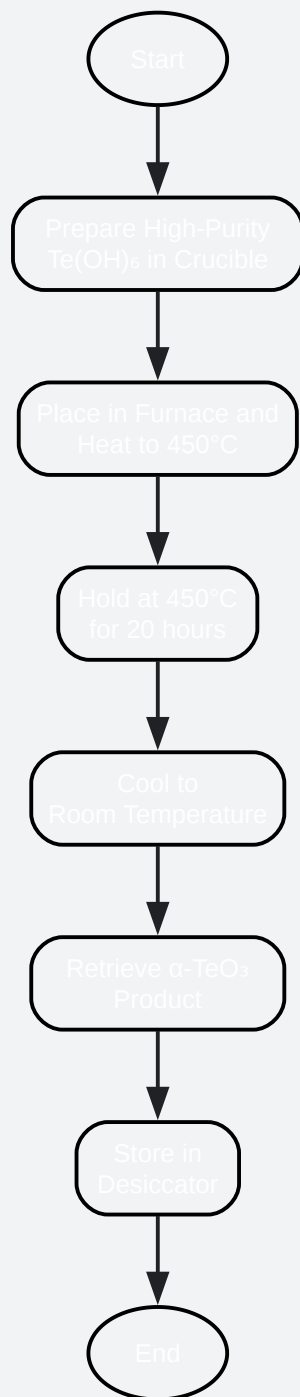 Start
Prepare High-Purity
Te(OH)₆ in Crucible
Place in Furnace and
Heat to 450°C
Hold at 450°C
for 20 hours
Cool to
Room Temperature
Retrieve α-TeO₃
Product
Store in
Desiccator
End